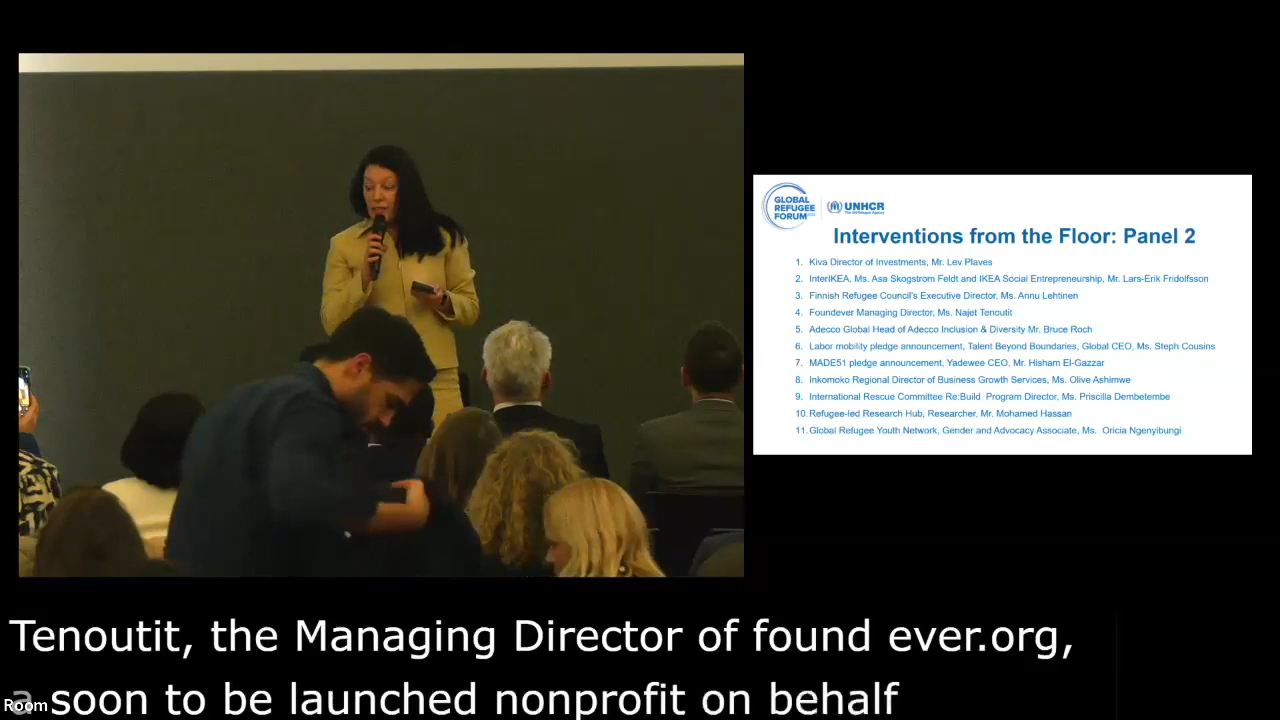 GLOBAL
REFUGEE
FORUM
UNHCR
The UN Refugee Agency
Interventions from the Floor: Panel 2
1. Kiva Director of Investments, Mr. Lev Plaves
2. InterIKEA, Ms. Asa Skogstrom Feldt and IKEA Social Entrepreneurship, Mr. Lars-Erik Fridolfsson
3. Finnish Refugee Council's Executive Director, Ms. Annu Lehtinen
4. Foundever Managing Director, Ms. Najet Tenoutit
5. Adecco Global Head of Adecco Inclusion & Diversity Mr. Bruce Roch
6. Labor mobility pledge announcement, Talent Beyond Boundaries, Global CEO, Ms. Steph Cousins
7. MADE51 pledge announcement, Yadewee CEO, Mr. Hisham El-Gazzar
8. Inkomoko Regional Director of Business Growth Services, Ms. Olive Ashimwe
9. International Rescue Committee Re:Build Program Director, Ms. Priscilla Dembetembe
10. Refugee-led Research Hub, Researcher, Mr. Mohamed Hassan
11. Global Refugee Youth Network, Gender and Advocacy Associate, Ms. Oricia Ngenyibungi
Tenoutit, the Managing Director of found ever.org,
a soon to be launched nonprofit on behalf
Room